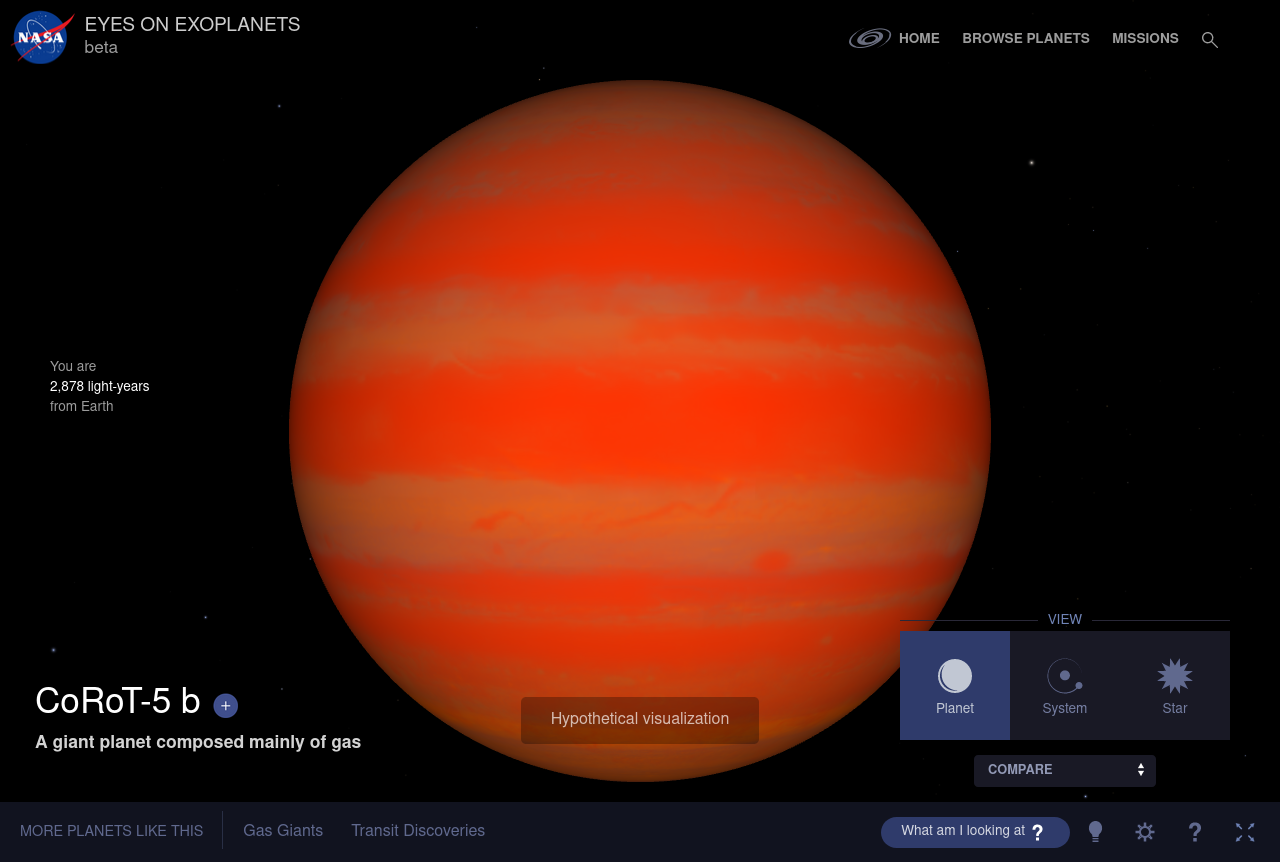 NASA
EYES ON EXOPLANETS
beta
HOME
BROWSE PLANETS
MISSIONS
You are
2,878 light-years
from Earth
VIEW
Planet
System
Star
CoRoT-5 b +
A giant planet composed mainly of gas
Hypothetical visualization
COMPARE
MORE PLANETS LIKE THIS
Gas Giants
Transit Discoveries
What am I looking at ?
?